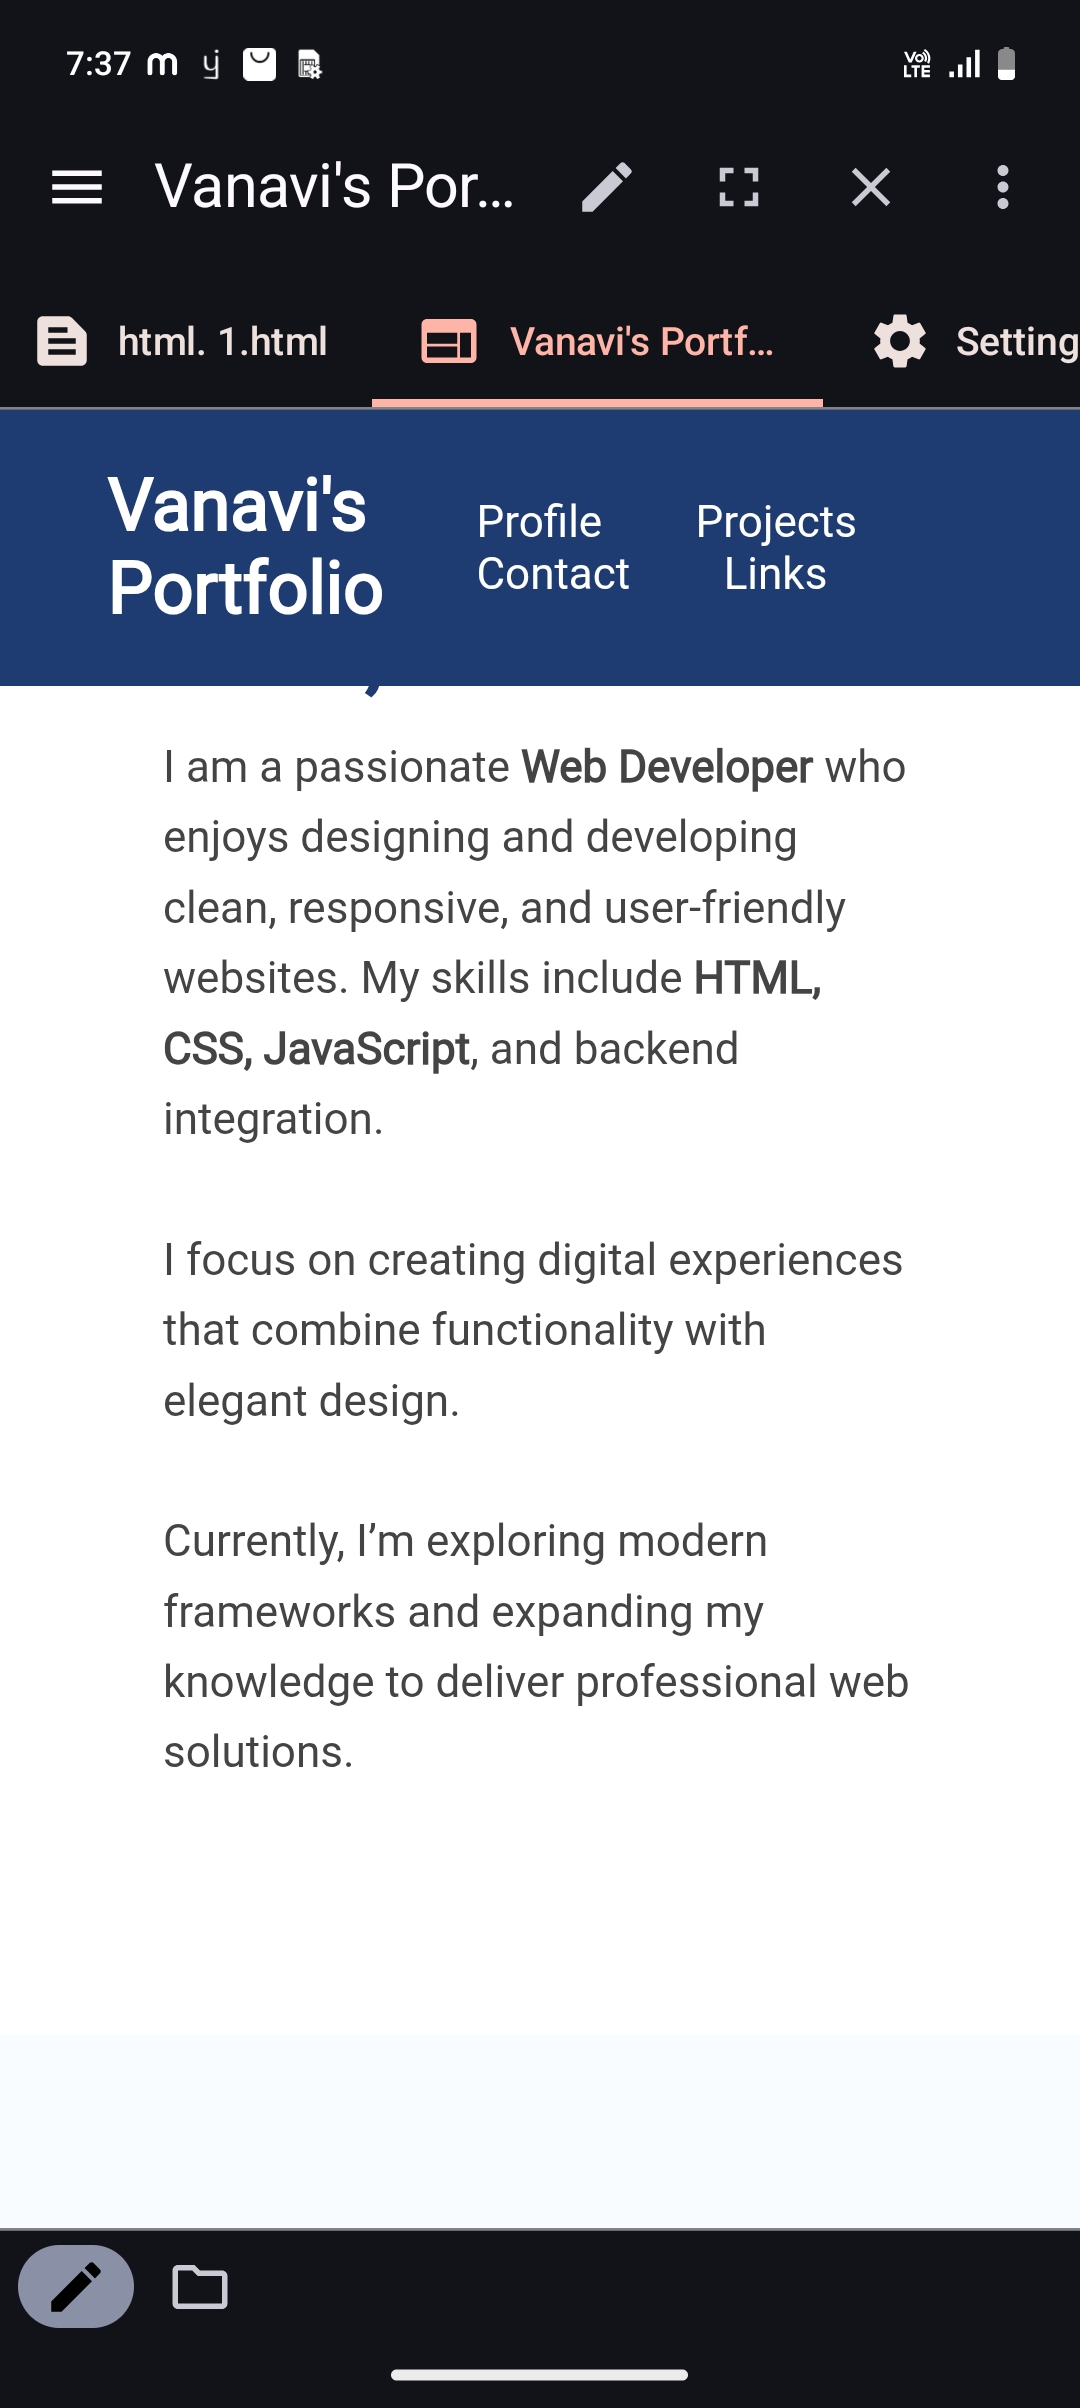 7:37
Vo)) LTE
Vanavi's Por...
html. 1.html
Vanavi's Portf...
Setting
Vanavi's
Portfolio
Profile Projects
Contact Links
I am a passionate Web Developer who
enjoys designing and developing
clean, responsive, and user-friendly
websites. My skills include HTML,
CSS, JavaScript, and backend
integration.
I focus on creating digital experiences
that combine functionality with
elegant design.
Currently, I’m exploring modern
frameworks and expanding my
knowledge to deliver professional web
solutions.